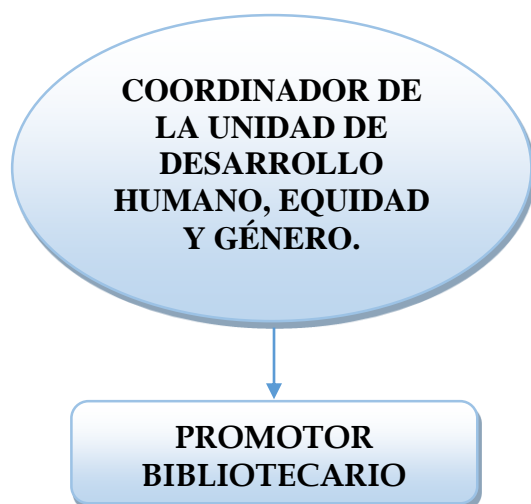 COORDINADOR DE
LA UNIDAD DE
DESARROLLO
HUMANO, EQUIDAD
Y GÉNERO.
PROMOTOR
BIBLIOTECARIO